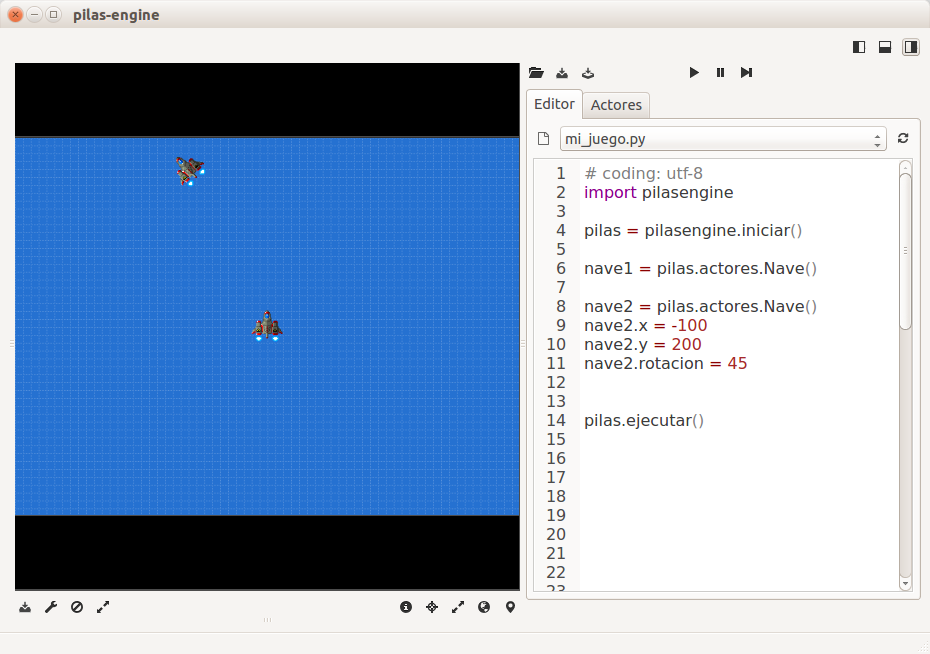 pilas-engine
Editor
Actores
mi_juego.py
1 # coding: utf-8
2 import pilasengine
3
4 pilas = pilasengine.iniciar()
5
6 nave1 = pilas.actores.Nave()
7
8 nave2 = pilas.actores.Nave()
9 nave2.x = -100
10 nave2.y = 200
11 nave2.rotacion = 45
12
13
14 pilas.ejecutar()
15
16
17
18
19
20
21
22
23